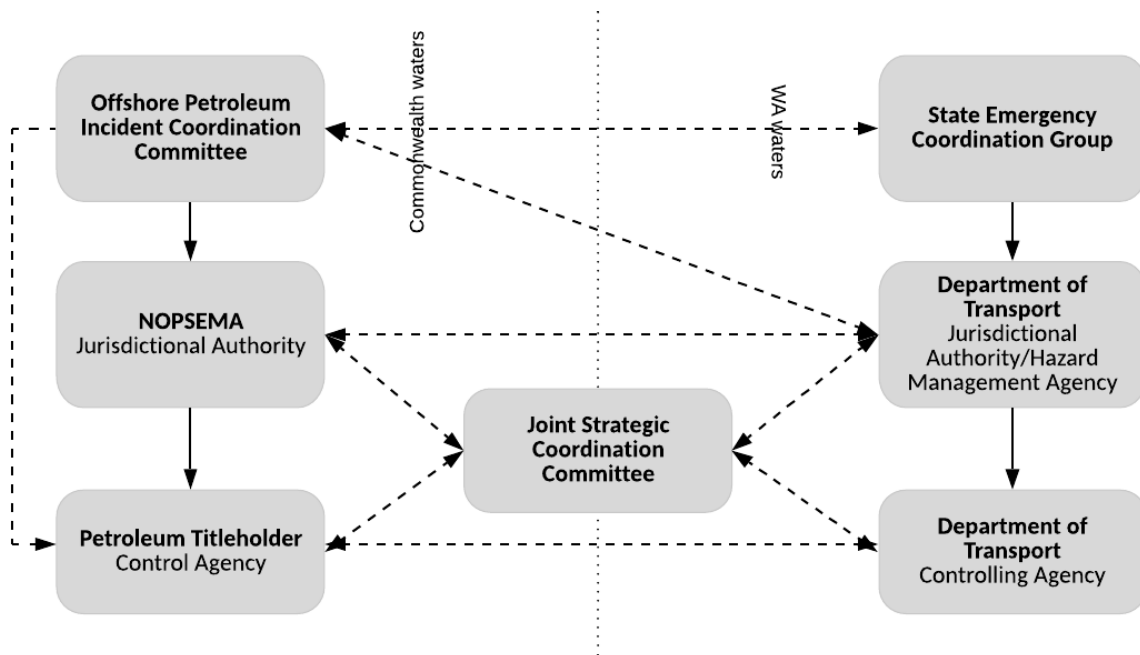 Offshore Petroleum
Incident Coordination
Committee
Commonwealth waters
WA waters
State Emergency
Coordination Group
NOPSEMA
Jurisdictional Authority
Department of
Transport
Jurisdictional
Authority/Hazard
Management Agency
Joint Strategic
Coordination
Committee
Petroleum Titleholder
Control Agency
Department of
Transport
Controlling Agency